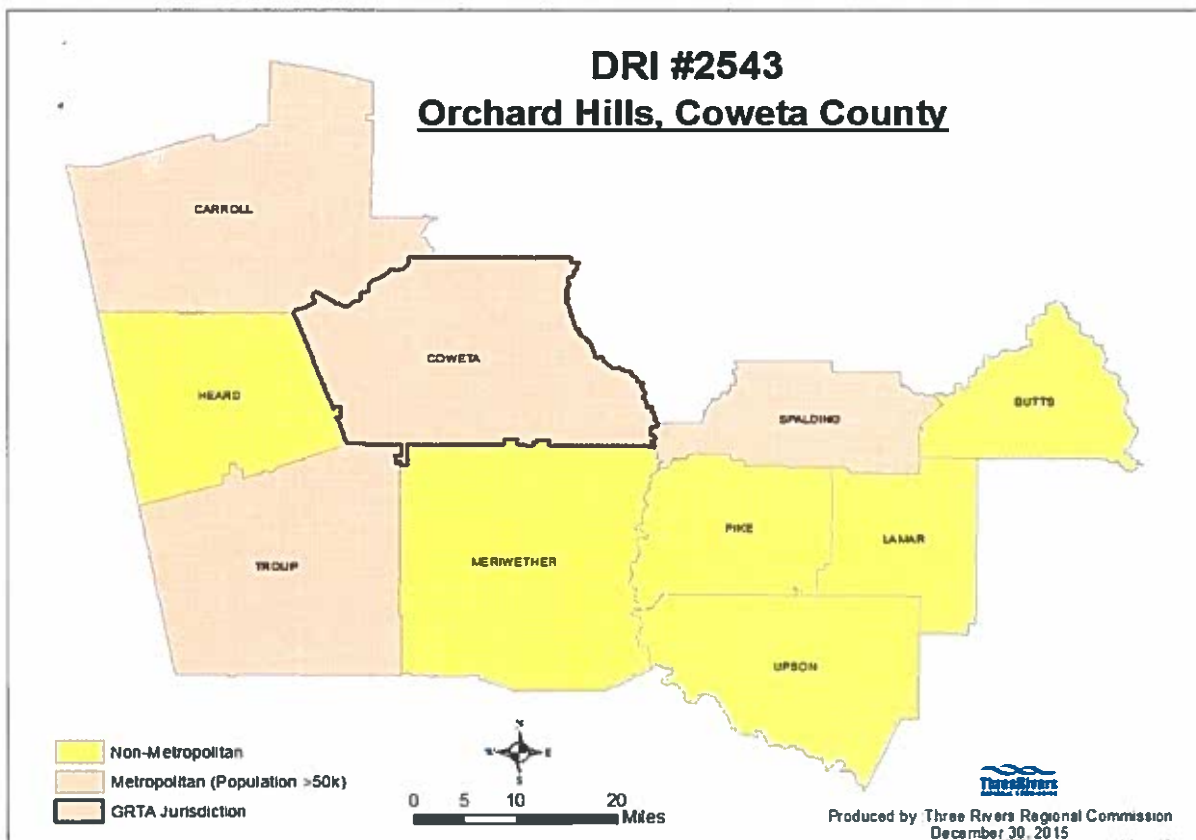 DRI #2543
Orchard Hills, Coweta County
CARROLL
COWETA
HEARD
SPALDING
BUTTS
PIKE
LAMAR
TROUP
MERIWETHER
UPSON
Non-Metropolitan
Metropolitan (Population >50k)
GRTA Jurisdiction
N
E
S
0 5 10 20
Miles
ThreeRivers
Produced by: Three Rivers Regional Commission
December 30, 2015